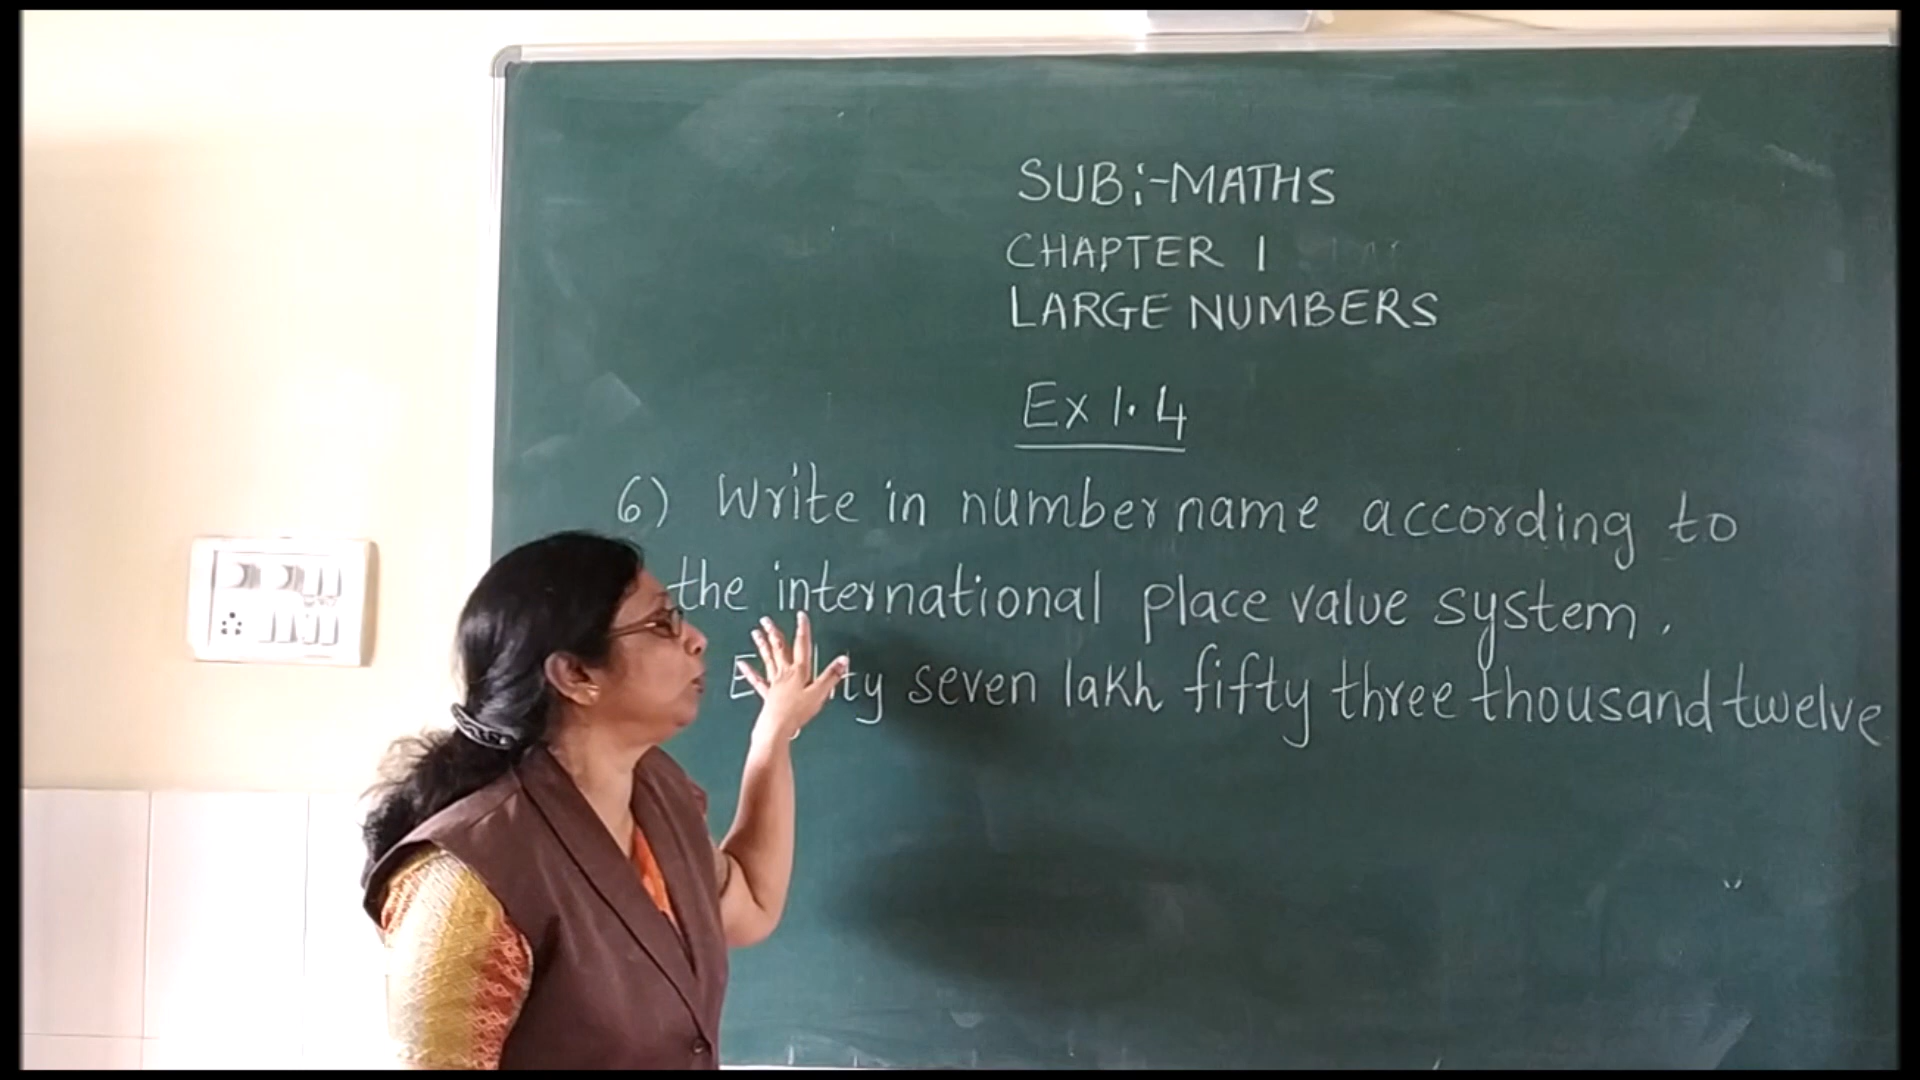 SUB:-MATHS
CHAPTER 1
LARGE NUMBERS
Ex 1.4
6) Write in number name according to
the international place value system.
seven lakh fifty three thousand twelve